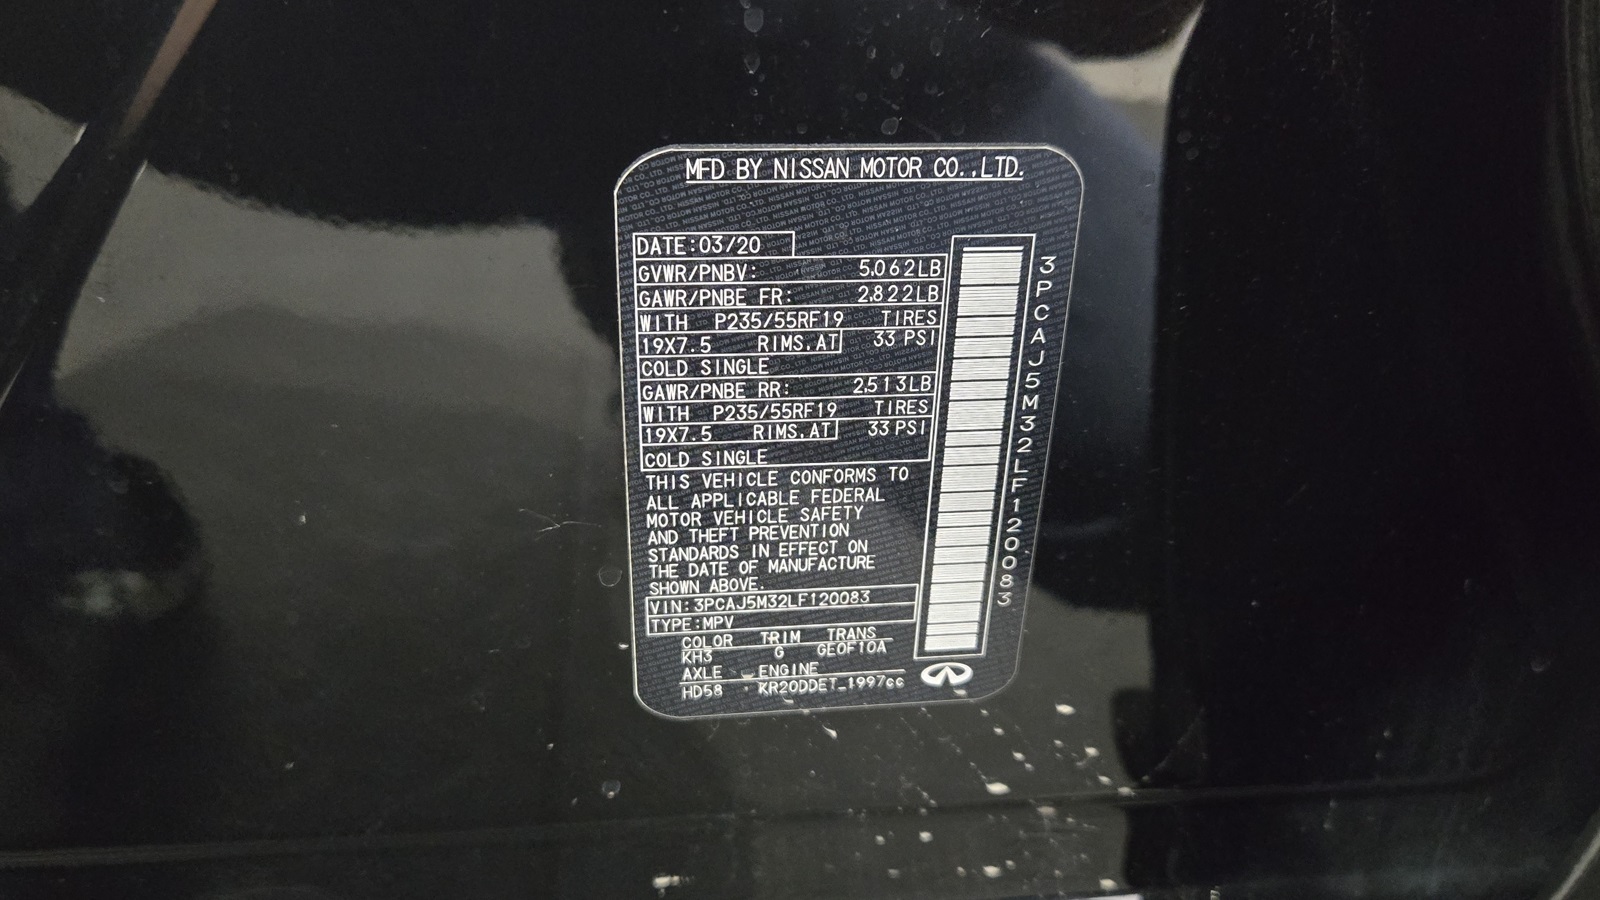 MFD BY NISSAN MOTOR CO.,LTD.
DATE:03/20
GVWR/PNBV: 5,062LB
GAWR/PNBE FR: 2,822LB
WITH P235/55RF19 TIRES
19X7.5 RIMS.AT 33 PSI
COLD SINGLE
GAWR/PNBE RR: 2,513LB
WITH P235/55RF19 TIRES
19X7.5 RIMS.AT 33 PSI
COLD SINGLE
THIS VEHICLE CONFORMS TO
ALL APPLICABLE FEDERAL
MOTOR VEHICLE SAFETY
AND THEFT PREVENTION
STANDARDS IN EFFECT ON
THE DATE OF MANUFACTURE
SHOWN ABOVE.
VIN:3PCAJ5M32LF120083
TYPE:MPV
COLOR TRIM TRANS
KH3 G GE0F10A
AXLE ENGINE
HD58 KR20DDET_1997cc
3PCAJ5M32LF120083